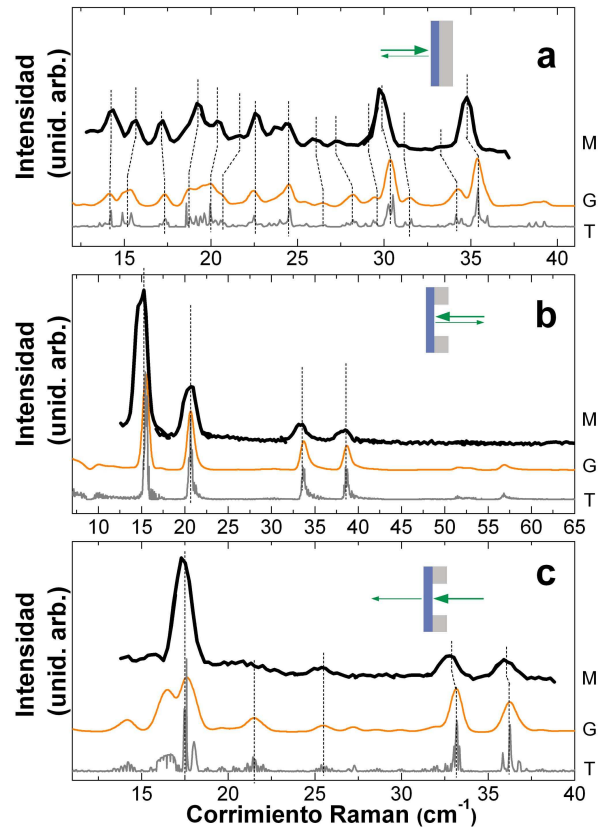 Intensidad
(unid. arb.)
a
M
G
T
15 20 25 30 35 40
Intensidad
(unid. arb.)
b
M
G
T
10 15 20 25 30 35 40 45 50 55 60 65
Intensidad
(unid. arb.)
c
M
G
T
15 20 25 30 35 40
Corrimiento Raman (cm-1)